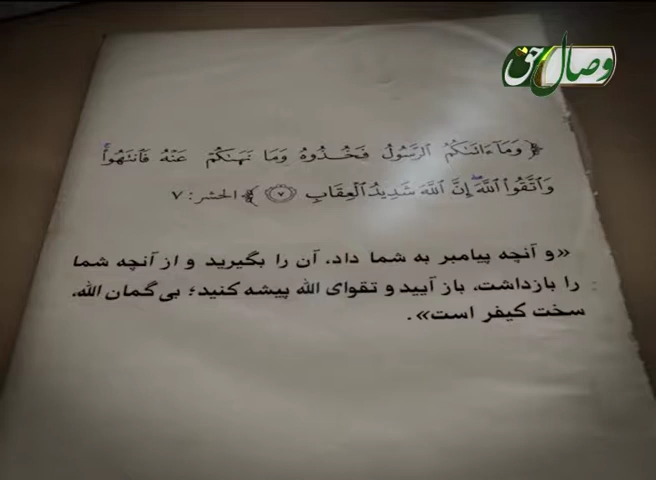 وصال حق
﴿ وَمَآ ءَاتَىٰكُمُ ٱلرَّسُولُ فَخُذُوهُ وَمَا نَهَىٰكُمْ عَنْهُ فَٱنتَهُوا۟ۚ
وَٱتَّقُوا۟ ٱللَّهَۖ إِنَّ ٱللَّهَ شَدِيدُ ٱلْعِقَابِ ﴿٧﴾ ﴾ الحشر: ٧
«و آنچه پیامبر به شما داد، آن را بگیرید و از آنچه شما
را بازداشت، باز آیید و تقوای الله پیشه کنید؛ بی‌گمان الله،
سخت کیفر است».